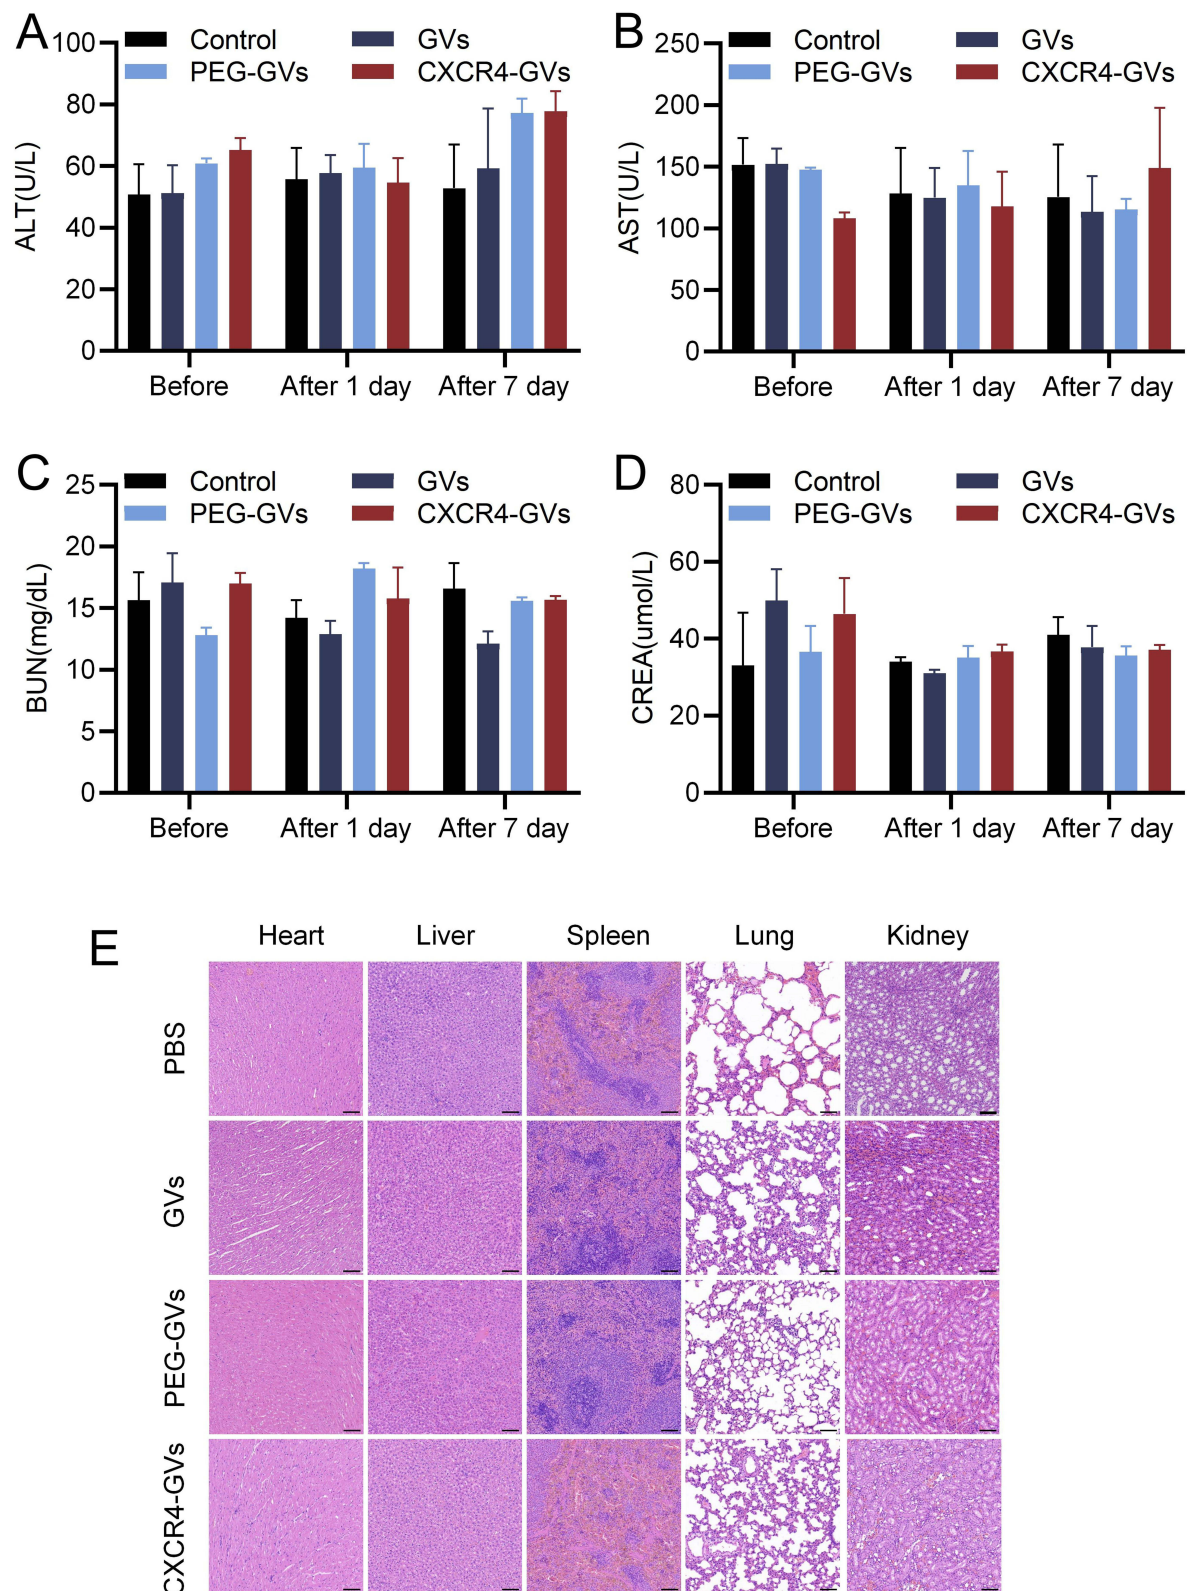 A
Control
GVs
PEG-GVs
CXCR4-GVs
ALT(U/L)
100
80
60
40
20
0
Before
After 1 day
After 7 day
B
Control
GVs
PEG-GVs
CXCR4-GVs
AST(U/L)
250
200
150
100
50
0
Before
After 1 day
After 7 day
C
Control
GVs
PEG-GVs
CXCR4-GVs
BUN(mg/dL)
25
20
15
10
5
0
Before
After 1 day
After 7 day
D
Control
GVs
PEG-GVs
CXCR4-GVs
CREA(umol/L)
80
60
40
20
0
Before
After 1 day
After 7 day
E
Heart
Liver
Spleen
Lung
Kidney
PBS
GVs
PEG-GVs
CXCR4-GVs